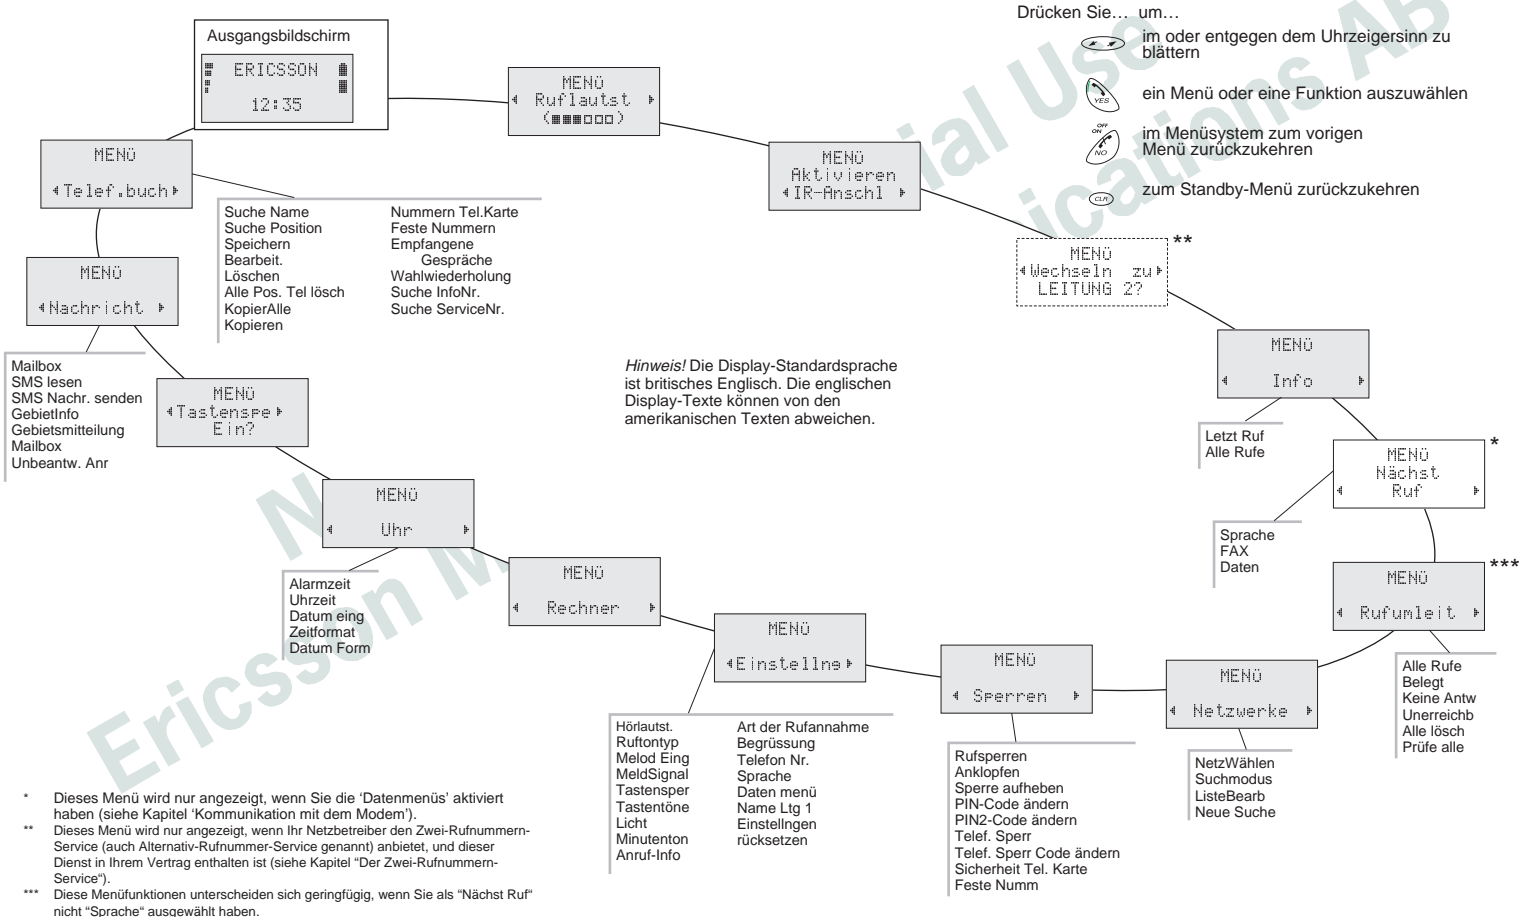 Drücken Sie… um…
im oder entgegen dem Uhrzeigersinn zu
blättern
YES
ein Menü oder eine Funktion auszuwählen
OFF
ON
NO
im Menüsystem zum vorigen
Menü zurückzukehren
CLR
zum Standby-Menü zurückzukehren
Ausgangsbildschirm
ERICSSON
12:35
MENÜ
Ruflautst
MENÜ
Aktivieren
IR-Anschl
**
MENÜ
Wechseln zu
LEITUNG 2?
MENÜ
Info
Letzt Ruf
Alle Rufe
*
MENÜ
Nächst
Ruf
Sprache
FAX
Daten
***
MENÜ
Rufumleit
Alle Rufe
Belegt
Keine Antw
Unerreichb
Alle lösch
Prüfe alle
MENÜ
Netzwerke
NetzWählen
Suchmodus
ListeBearb
Neue Suche
MENÜ
Sperren
Rufsperren
Anklopfen
Sperre aufheben
PIN-Code ändern
PIN2-Code ändern
Telef. Sperr
Telef. Sperr Code ändern
Sicherheit Tel. Karte
Feste Numm
MENÜ
Einstellng
Hörlautst.
Ruftontyp
Melod Eing
MeldSignal
Tastensper
Tastentöne
Licht
Minutenton
Anruf-Info
Art der Rufannahme
Begrüssung
Telefon Nr.
Sprache
Daten menü
Name Ltg 1
Einstellngen
rücksetzen
MENÜ
Rechner
MENÜ
Uhr
Alarmzeit
Uhrzeit
Datum eing
Zeitformat
Datum Form
MENÜ
Tastenspe
Ein?
MENÜ
Nachricht
Mailbox
SMS lesen
SMS Nachr. senden
GebietInfo
Gebietsmitteilung
Mailbox
Unbeantw. Anr
MENÜ
Telef.buch
Suche Name
Suche Position
Speichern
Bearbeit.
Löschen
Alle Pos. Tel lösch
KopierAlle
Kopieren
Nummern Tel.Karte
Feste Nummern
Empfangene
Gespräche
Wahlwiederholung
Suche InfoNr.
Suche ServiceNr.
Hinweis! Die Display-Standardsprache
ist britisches Englisch. Die englischen
Display-Texte können von den
amerikanischen Texten abweichen.
* Dieses Menü wird nur angezeigt, wenn Sie die ‘Datenmenüs’ aktiviert
haben (siehe Kapitel ‘Kommunikation mit dem Modem’).
** Dieses Menü wird nur angezeigt, wenn Ihr Netzbetreiber den Zwei-Rufnummern-
Service (auch Alternativ-Rufnummer-Service genannt) anbietet, und dieser
Dienst in Ihrem Vertrag enthalten ist (siehe Kapitel “Der Zwei-Rufnummern-
Service“).
*** Diese Menüfunktionen unterscheiden sich geringfügig, wenn Sie als “Nächst Ruf“
nicht “Sprache“ ausgewählt haben.